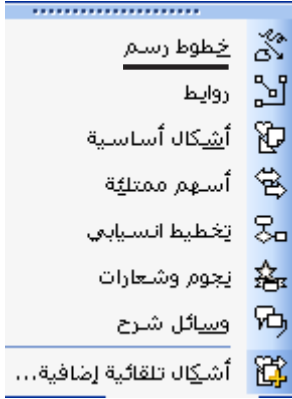 خطوط رسم
روابط
أشكال أساسية
أسهم ممتلئة
تخطيط انسيابي
نجوم وشعارات
وسائل شرح
أشكال تلقائية إضافية...